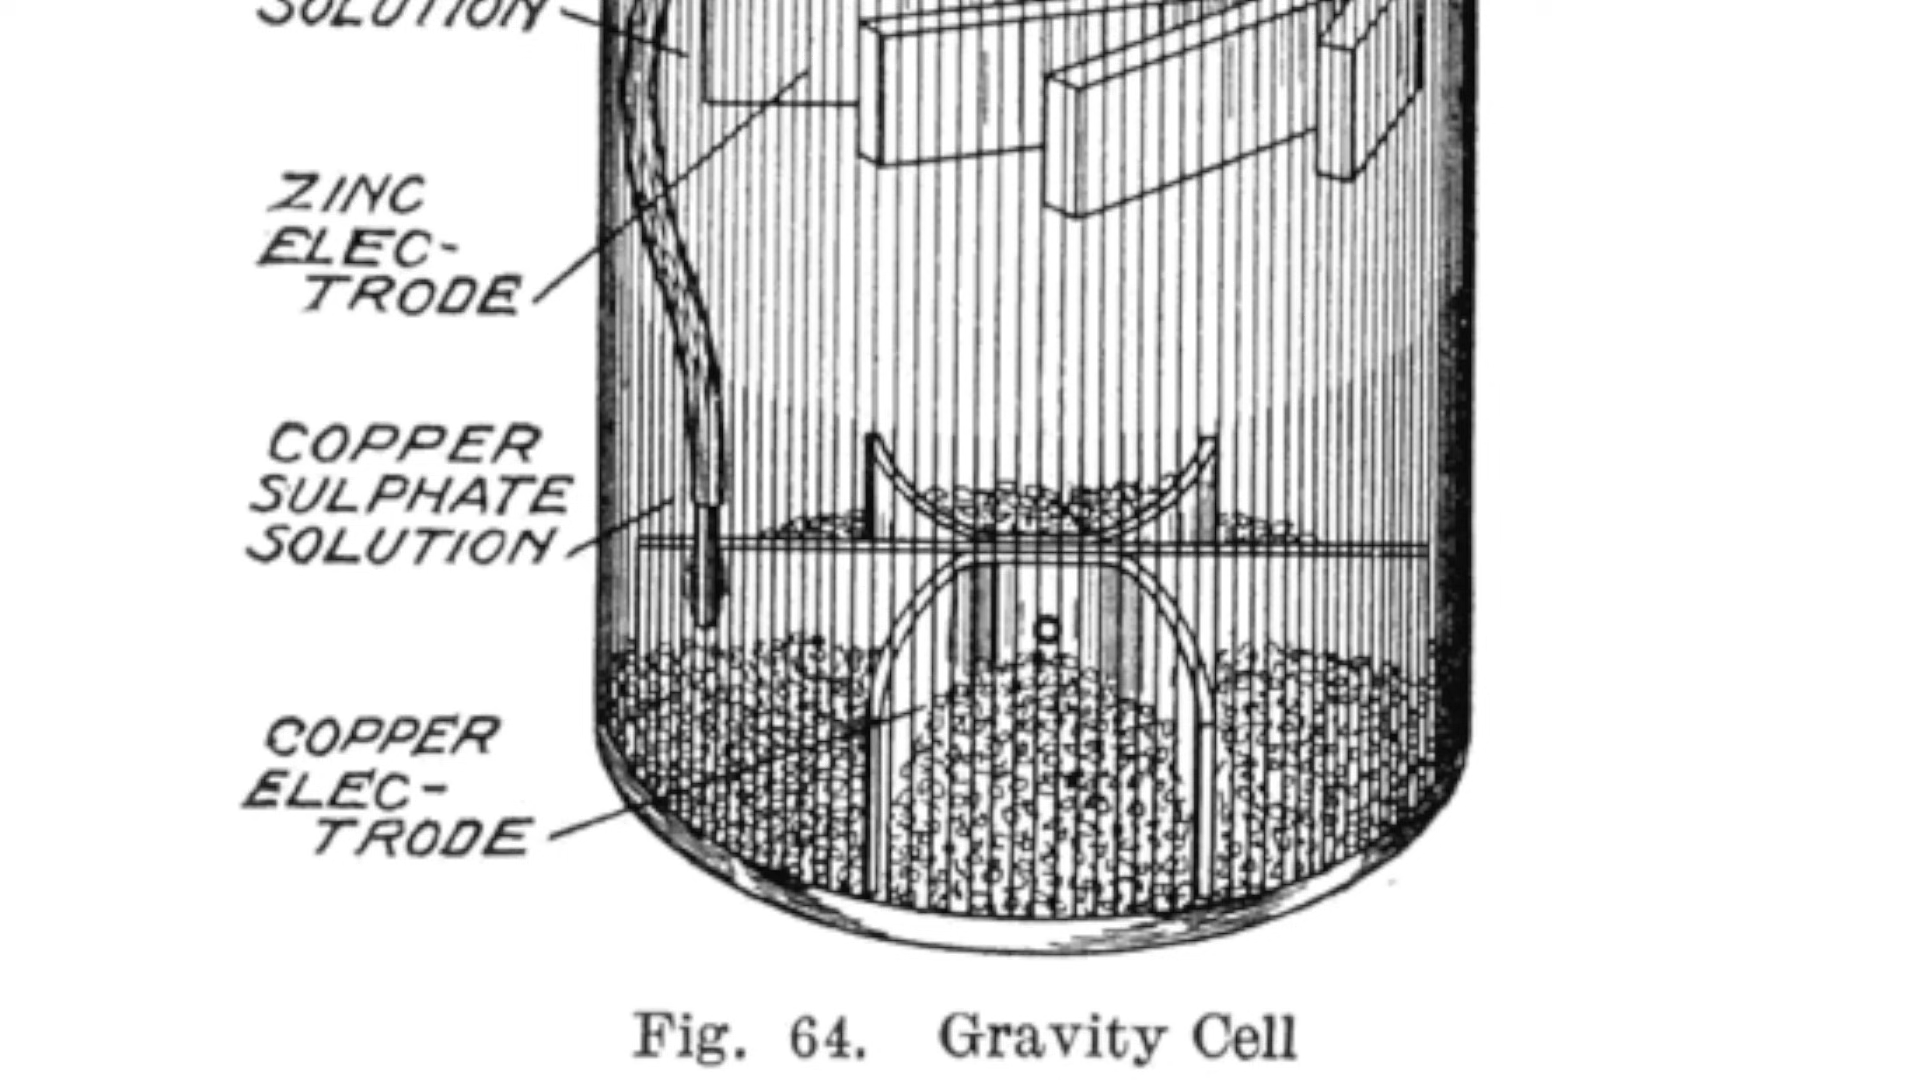 SOLUTION
ZINC
ELEC-
TRODE
COPPER
SULPHATE
SOLUTION
COPPER
ELEC-
TRODE
Fig. 64. Gravity Cell